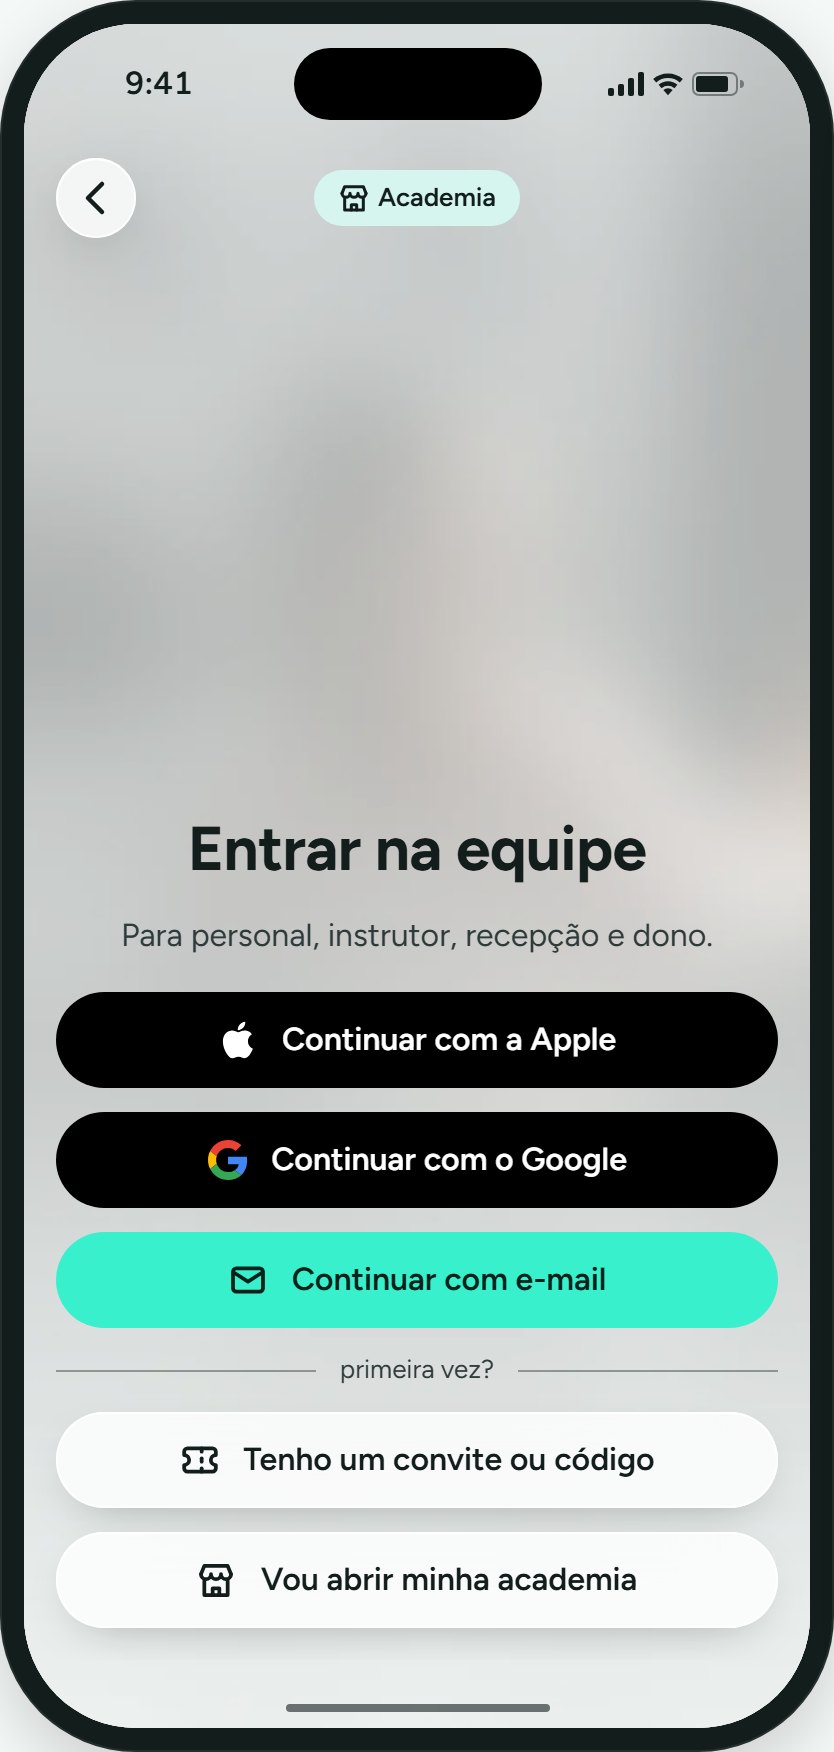 9:41
Academia
Entrar na equipe
Para personal, instrutor, recepção e dono.
Continuar com a Apple
Continuar com o Google
Continuar com e-mail
primeira vez?
Tenho um convite ou código
Vou abrir minha academia